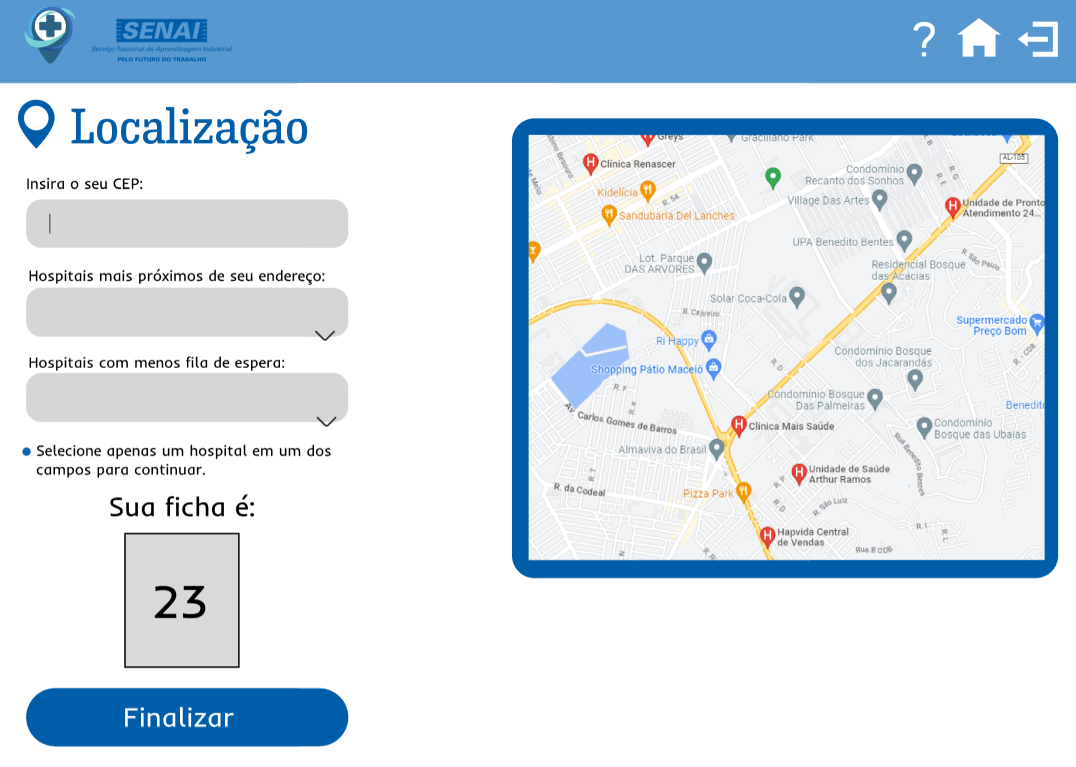 SENAI
Serviço Nacional de Aprendizagem Industrial
PELO FUTURO DO TRABALHO
?
Localização
Insira o seu CEP:
Hospitais mais próximos de seu endereço:
Hospitais com menos fila de espera:
Selecione apenas um hospital em um dos
campos para continuar.
Sua ficha é:
23
Finalizar
Greys
Graciliano Park
AL-105
Clínica Renascer
Condomínio
Recanto dos Sonhos
R. G
R. E
Kidelícia
R. 54
Village Das Artes
Unidade de Pronto
Atendimento 24...
Sandubaria Del Lanches
UPA Benedito Bentes
R. São Paulo
Lot. Parque
DAS ARVORES
Residencial Bosque
das Acácias
Solar Coca-Cola
R. Cajueiro
Supermercado
Preço Bom
Ri Happy
R. C08
Condomínio Bosque
dos Jacarandás
Shopping Pátio Maceió
R. D
R. F
R. e
Condomínio Bosque
Das Palmeiras
Benedito
Av. Carlos Gomes de Barros
Clinica Mais Saúde
Condomínio
Bosque das Ubaias
Almaviva do Brasil
Rua Benedito Bentes
R. T
R. P
Unidade de Saúde
Arthur Ramos
R. da Codeal
Pizza Park
R. D
R. São Luiz
Hapvida Central
de Vendas
R. I
R. L
N
Rua B ODB